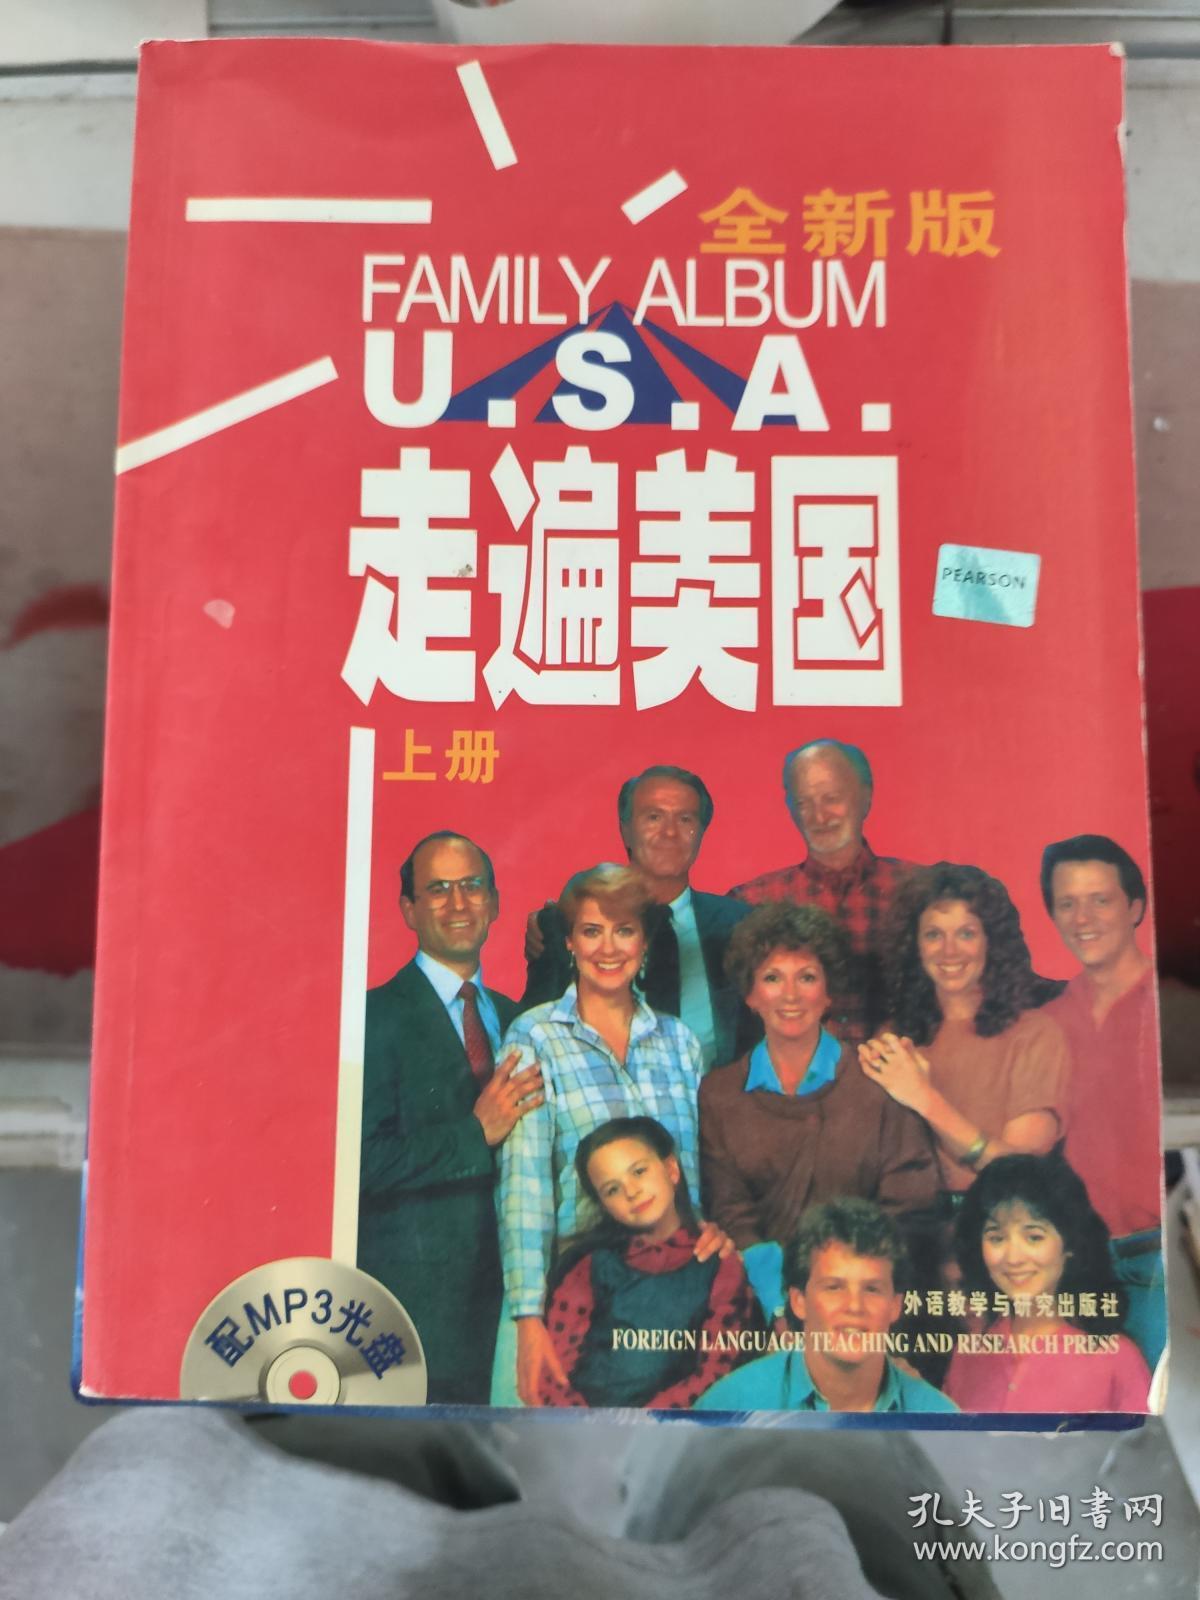 全新版
FAMILY ALBUM
U.S.A.
走遍美国
PEARSON
上册
外语教学与研究出版社
FOREIGN LANGUAGE TEACHING AND RESEARCH PRESS
配MP3光盘
孔夫子旧书网
www.kongfz.com